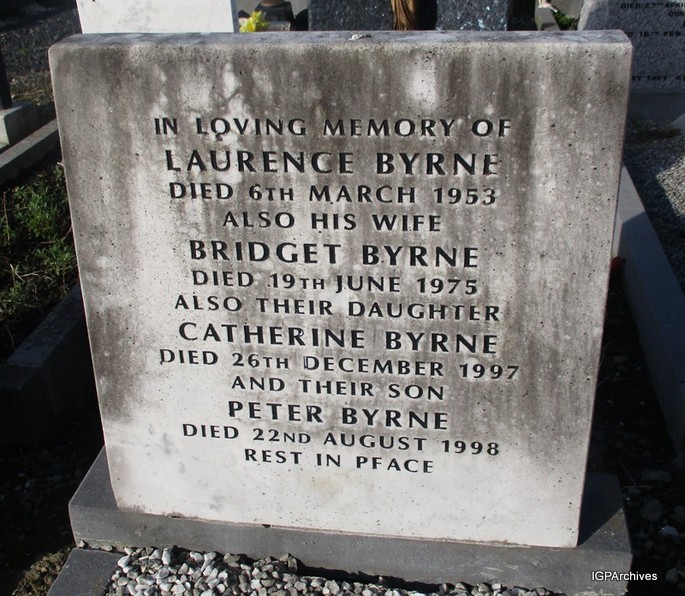 IN LOVING MEMORY OF
LAURENCE BYRNE
DIED 6TH MARCH 1953
ALSO HIS WIFE
BRIDGET BYRNE
DIED 19TH JUNE 1975
ALSO THEIR DAUGHTER
CATHERINE BYRNE
DIED 26TH DECEMBER 1997
AND THEIR SON
PETER BYRNE
DIED 22ND AUGUST 1998
REST IN PEACE
IGPArchives